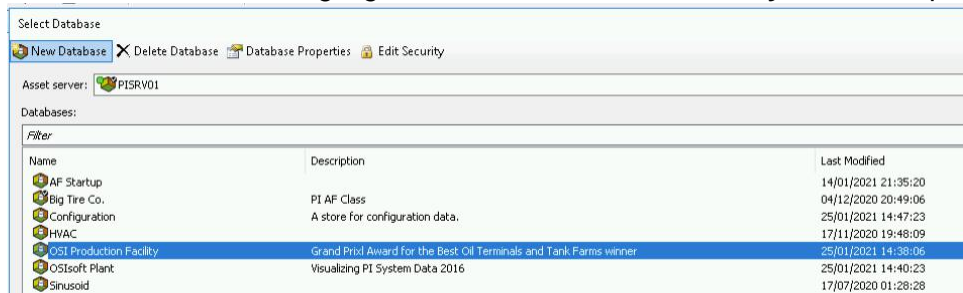 Select Database
New Database Delete Database Database Properties Edit Security
Asset server: PISRV01
Databases:
Filter
Name Description Last Modified
AF Startup 14/01/2021 21:35:20
Big Tire Co. PI AF Class 04/12/2020 20:49:06
Configuration A store for configuration data. 25/01/2021 14:47:23
HVAC 17/11/2020 19:48:09
OSI Production Facility Grand Prixl Award for the Best Oil Terminals and Tank Farms winner 25/01/2021 14:38:06
OSIsoft Plant Visualizing PI System Data 2016 25/01/2021 14:40:23
Sinusoid 17/07/2020 01:28:28